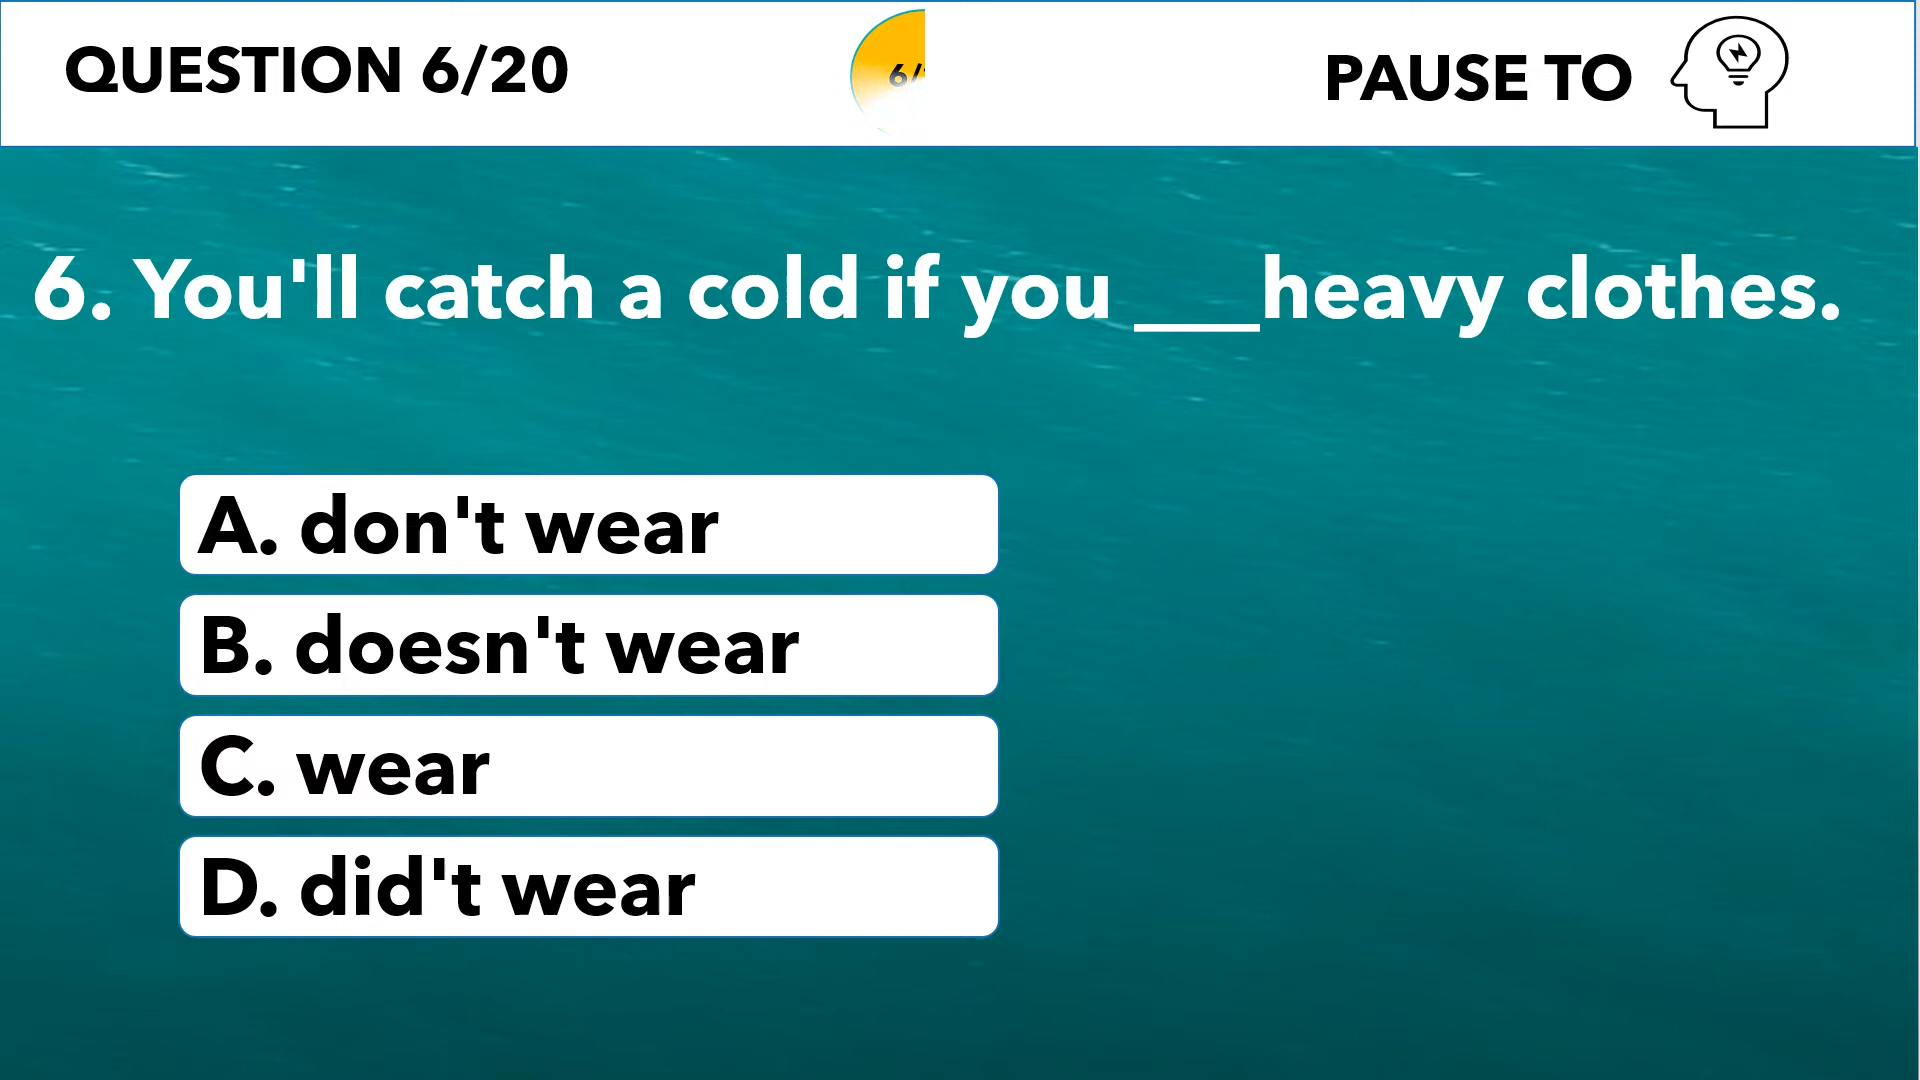 QUESTION 6/20
6/
PAUSE TO
6. You'll catch a cold if you ___heavy clothes.
A. don't wear
B. doesn't wear
C. wear
D. did't wear